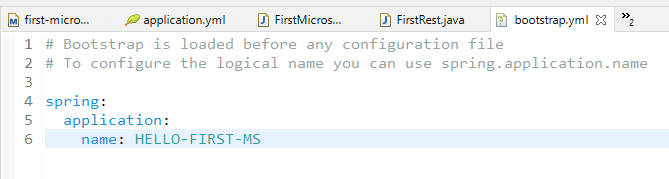 first-micro...
application.yml
FirstMicros...
FirstRest.java
bootstrap.yml
»2
1 # Bootstrap is loaded before any configuration file
2 # To configure the logical name you can use spring.application.name
3
4 spring:
5   application:
6     name: HELLO-FIRST-MS